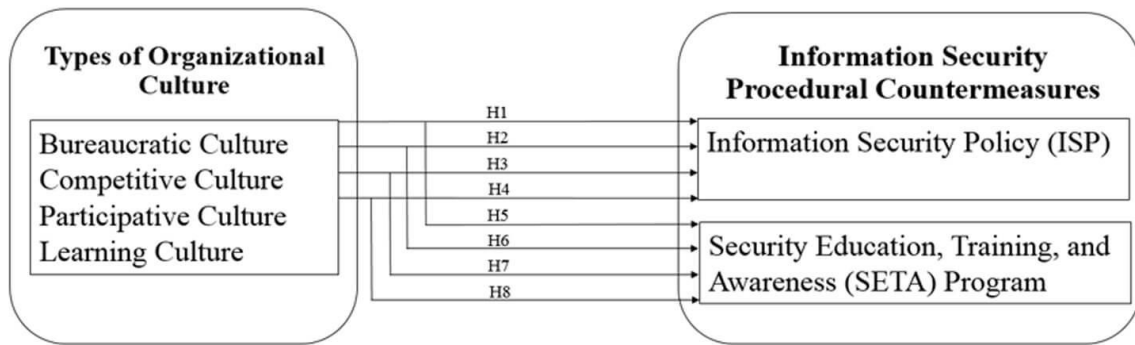 Types of Organizational
Culture
Bureaucratic Culture
Competitive Culture
Participative Culture
Learning Culture
H1
H2
H3
H4
H5
H6
H7
H8
Information Security
Procedural Countermeasures
Information Security Policy (ISP)
Security Education, Training, and
Awareness (SETA) Program